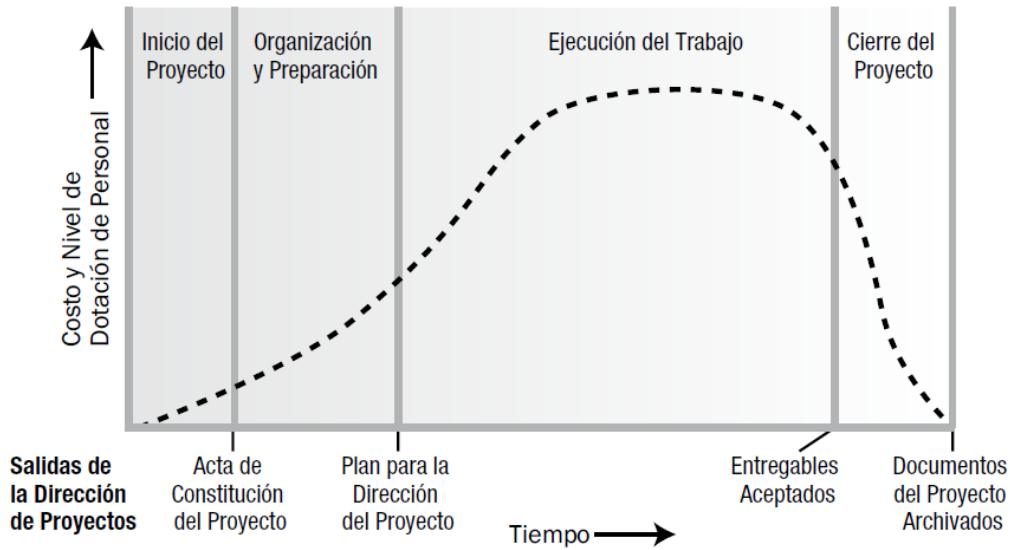 Inicio del
Proyecto
Organización
y Preparación
Ejecución del Trabajo
Cierre del
Proyecto
Costo y Nivel de
Dotación de Personal
Salidas de
la Dirección
de Proyectos
Acta de
Constitución
del Proyecto
Plan para la
Dirección
del Proyecto
Entregables
Aceptados
Documentos
del Proyecto
Archivados
Tiempo